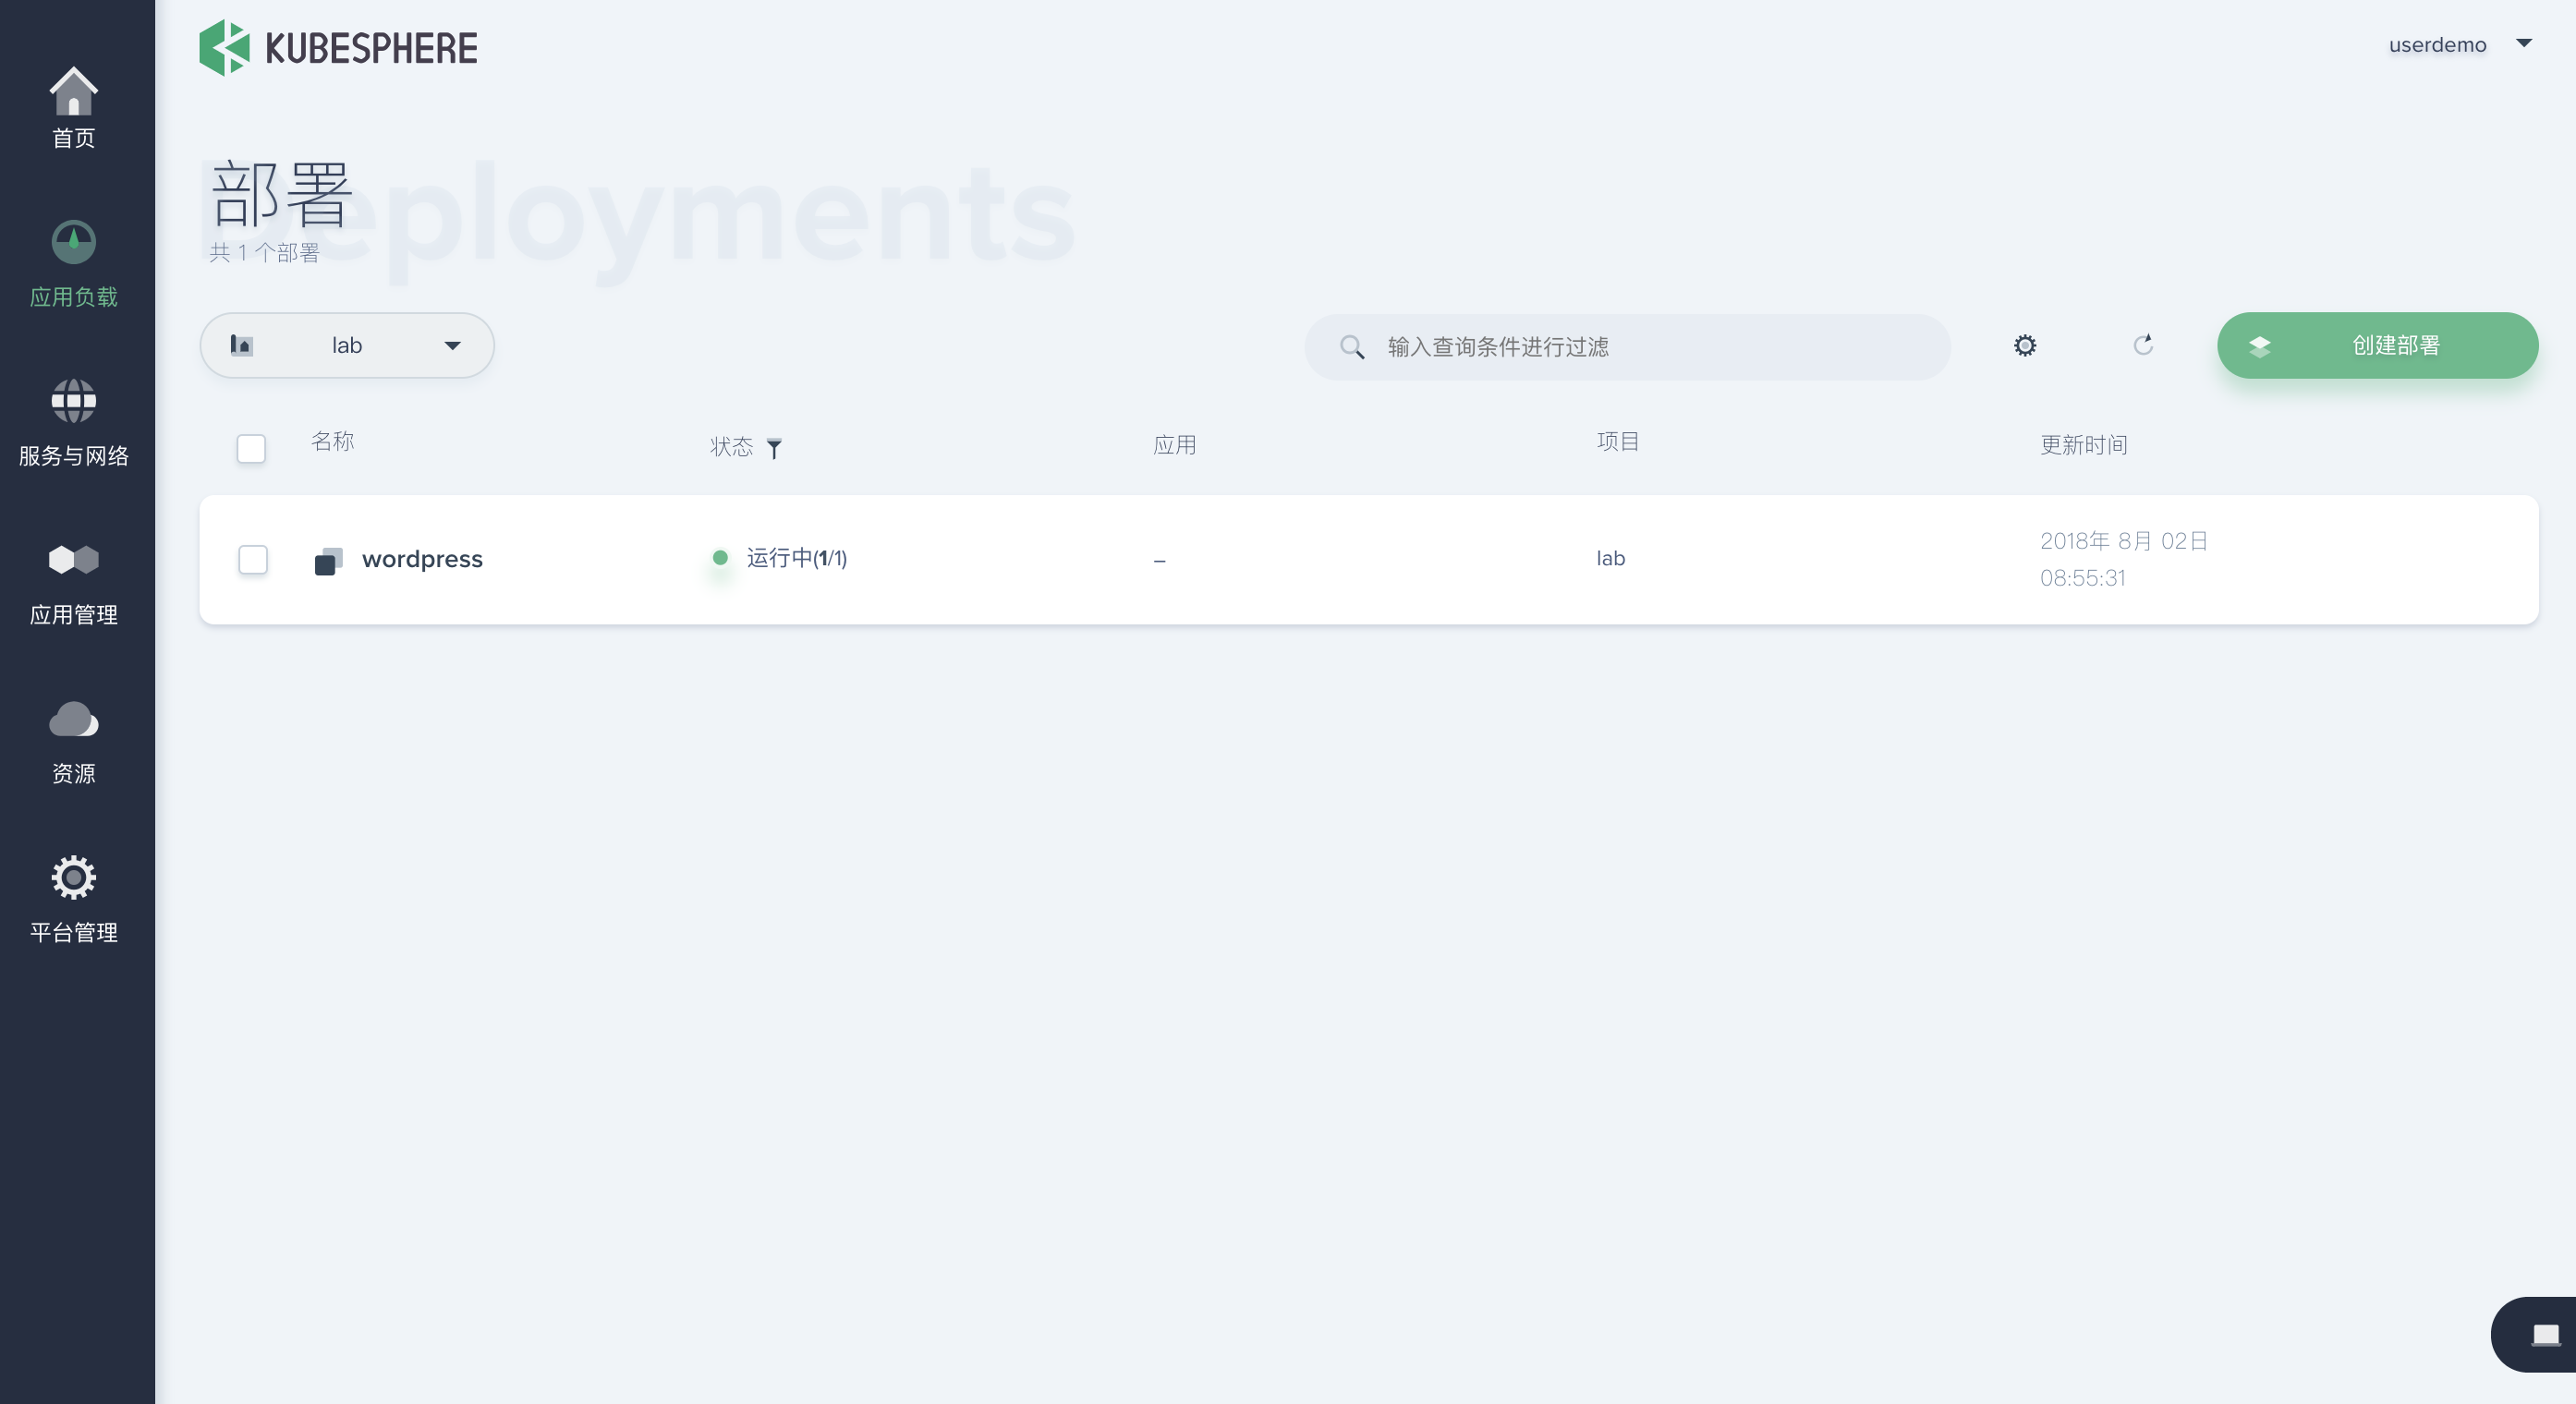 KUBESPHERE
userdemo
首页
应用负载
服务与网络
应用管理
资源
平台管理
Deployments
部署
共 1 个部署
lab
输入查询条件进行过滤
创建部署
名称
状态
应用
项目
更新时间
wordpress
运行中(1/1)
–
lab
2018年 8月 02日
08:55:31